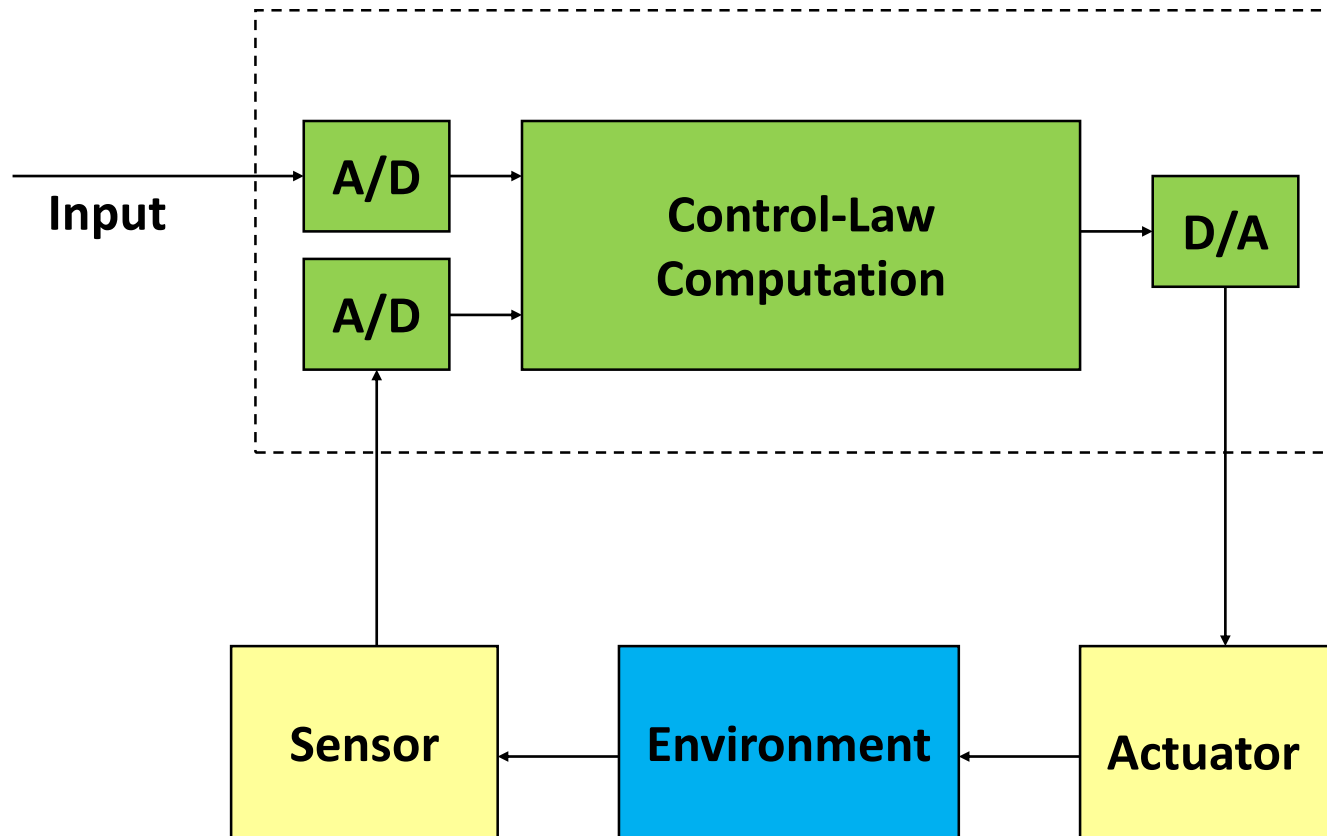 A/D
Input
Control-Law
Computation
D/A
A/D
Sensor
Environment
Actuator